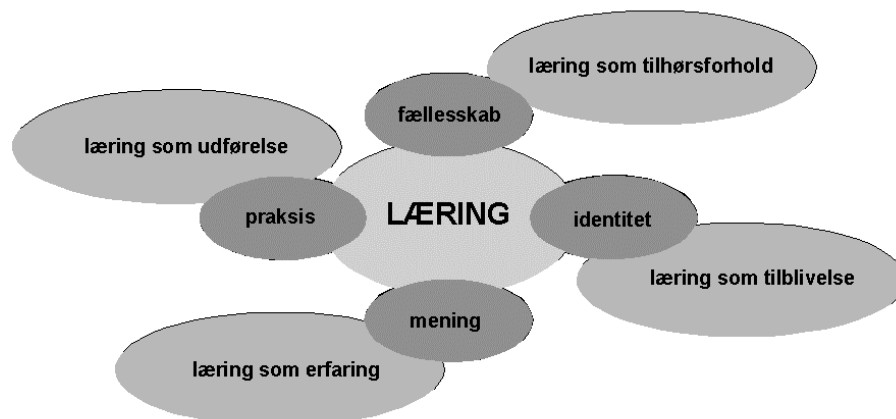 læring som tilhørsforhold
fællesskab
læring som udførelse
praksis
LÆRING
identitet
læring som tilblivelse
mening
læring som erfaring